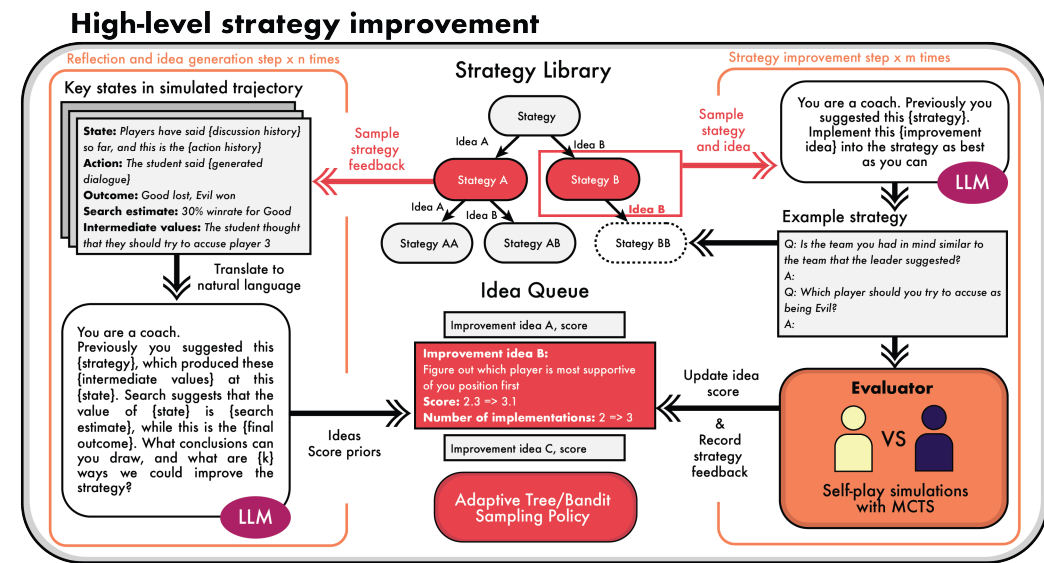 High-level strategy improvement
Reflection and idea generation step x n times
Key states in simulated trajectory
State: Players have said {discussion history}
so far, and this is the {action history}
Action: The student said {generated
dialogue}
Outcome: Good lost, Evil won
Search estimate: 30% winrate for Good
Intermediate values: The student thought
that they should try to accuse player 3
Translate to
natural language
You are a coach.
Previously you suggested this
{strategy}, which produced these
{intermediate values} at this
{state}. Search suggests that the
value of {state} is {search
estimate}, while this is the {final
outcome}. What conclusions can
you draw, and what are {k}
ways we could improve the
strategy?
LLM
Sample
strategy
feedback
Ideas
Score priors
Strategy Library
Stategy
Idea A
Idea B
Stategy A
Stategy B
Idea A
Idea B
Idea B
Stategy AA
Stategy AB
Stategy BB
Idea Queue
Improvement idea A, score
Improvement idea B:
Figure out which player is most supportive
of you position first
Score: 2.3 => 3.1
Number of implementations: 2 => 3
Improvement idea C, score
Adaptive Tree/Bandit
Sampling Policy
Strategy improvement step x m times
Sample
stategy
and idea
You are a coach. Previously you
suggested this {strategy}.
Implement this {improvement
idea} into the strategy as best
as you can
LLM
Example strategy
Q: Is the team you had in mind similar to
the team that the leader suggested?
A:
Q: Which player should you try to accuse as
being Evil?
A:
Update idea
score
&
Record
strategy
feedback
Evaluator
VS
Self-play simulations
with MCTS